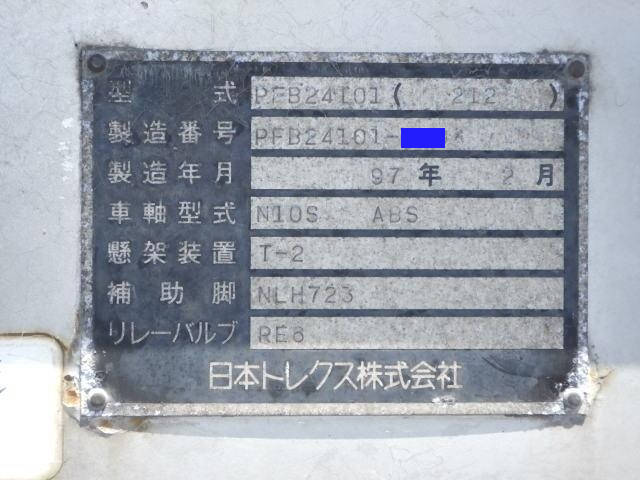 型式 PFB24101 ( 212 )
製造番号 PFB24101-
製造年月 97年 2月
車軸型式 N10S ABS
懸架装置 T-2
補助脚 NLH723
リレーバルブ RE6
日本トレクス株式会社